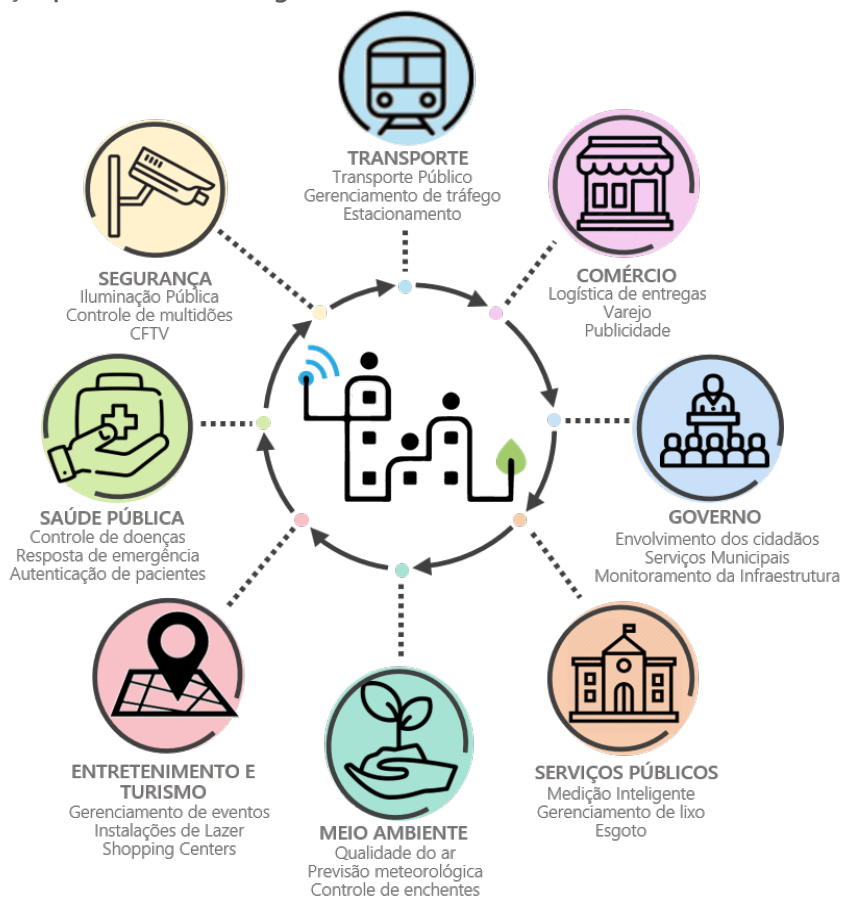 TRANSPORTE
Transporte Público
Gerenciamento de tráfego
Estacionamento
COMÉRCIO
Logística de entregas
Varejo
Publicidade
GOVERNO
Envolvimento dos cidadãos
Serviços Municipais
Monitoramento da Infraestrutura
SERVIÇOS PÚBLICOS
Medição Inteligente
Gerenciamento de lixo
Esgoto
MEIO AMBIENTE
Qualidade do ar
Previsão meteorológica
Controle de enchentes
ENTRETENIMENTO E
TURISMO
Gerenciamento de eventos
Instalações de Lazer
Shopping Centers
SAÚDE PÚBLICA
Controle de doenças
Resposta de emergência
Autenticação de pacientes
SEGURANÇA
Iluminação Pública
Controle de multidões
CFTV